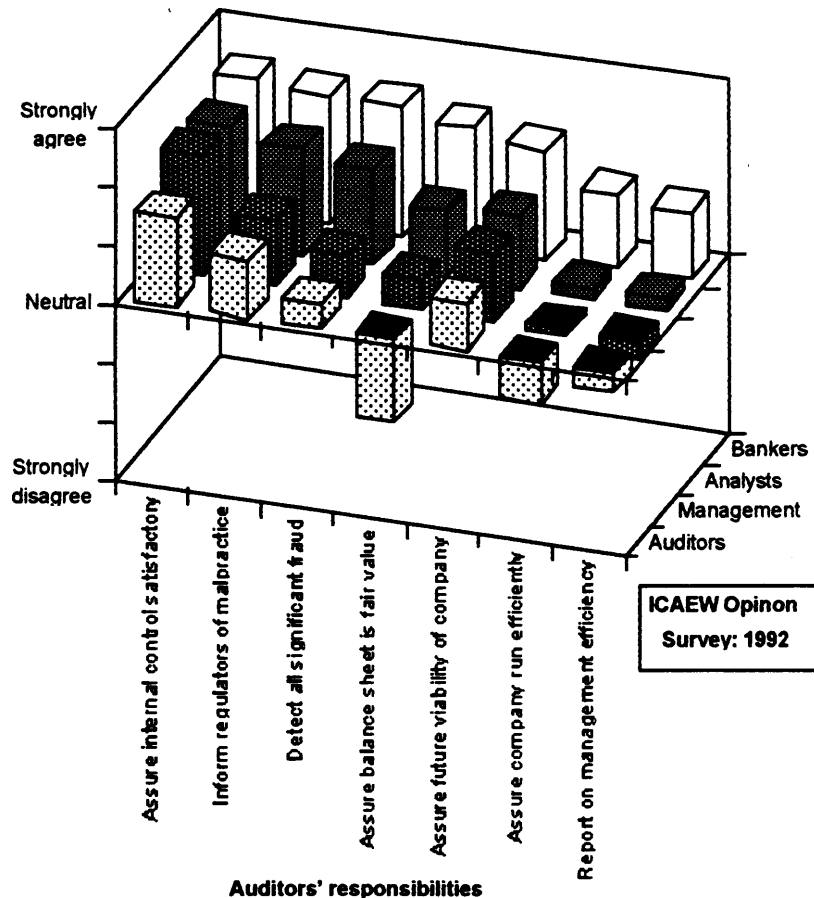 Strongly
agree
Neutral
Strongly
disagree
Bankers
Analysts
Management
Auditors
Assure internal control satisfactory
Inform regulators of malpractice
Detect all significant fraud
Assure balance sheet is fair value
Assure future viability of company
Assure company run efficiently
Report on management efficiency
ICAEW Opinon
Survey: 1992
Auditors' responsibilities